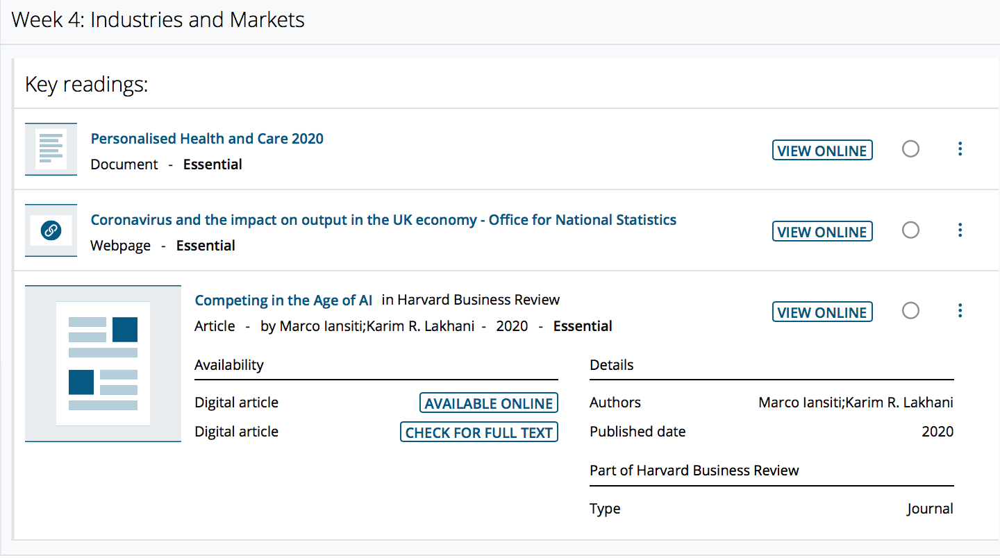 Week 4: Industries and Markets
Key readings:
Personalised Health and Care 2020
Document - Essential
VIEW ONLINE
Coronavirus and the impact on output in the UK economy - Office for National Statistics
Webpage - Essential
VIEW ONLINE
Competing in the Age of AI in Harvard Business Review
Article - by Marco Iansiti;Karim R. Lakhani - 2020 - Essential
VIEW ONLINE
Availability
Digital article AVAILABLE ONLINE
Digital article CHECK FOR FULL TEXT
Details
Authors Marco Iansiti;Karim R. Lakhani
Published date 2020
Part of Harvard Business Review
Type Journal